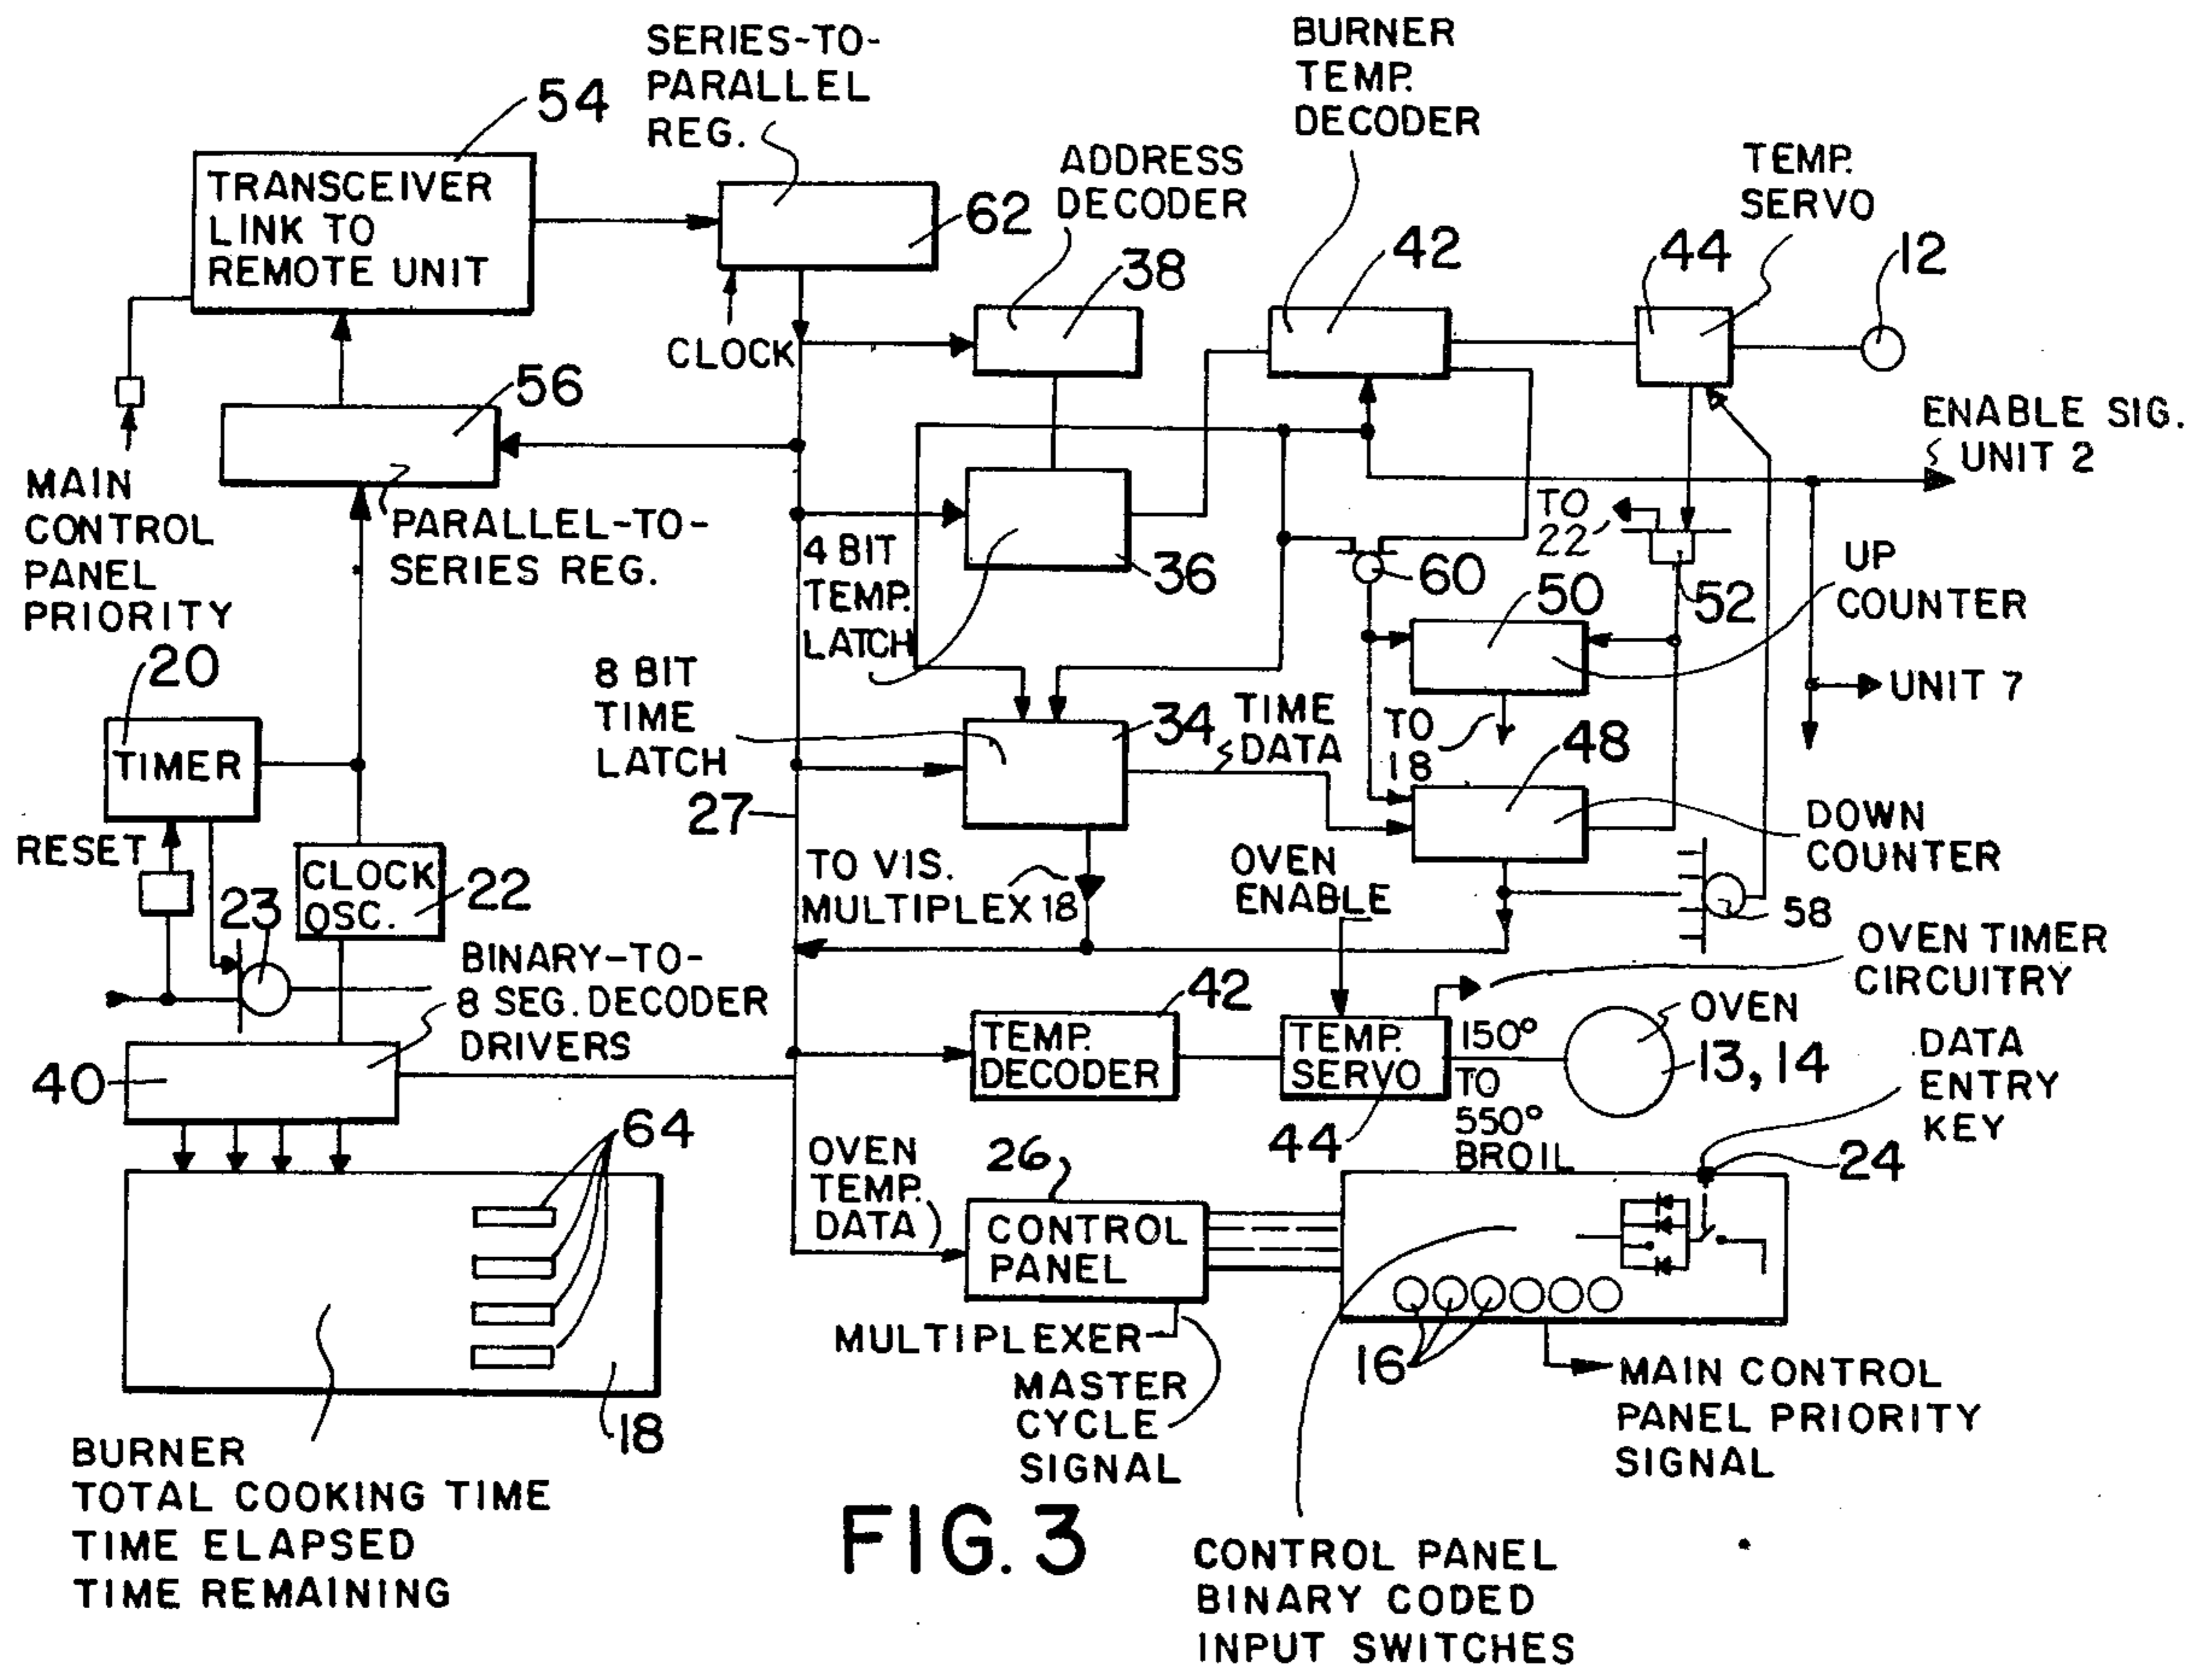 SERIES-TO-
PARALLEL
REG.
BURNER
TEMP.
DECODER
54
TRANSCEIVER
LINK TO
REMOTE UNIT
62
ADDRESS
DECODER
38
42
TEMP.
SERVO
44
12
CLOCK
56
MAIN
CONTROL
PANEL
PRIORITY
PARALLEL-TO-
SERIES REG.
ENABLE SIG.
UNIT 2
4 BIT
TEMP.
LATCH
36
TO
22
60
50
52
UP
COUNTER
20
TIMER
8 BIT
TIME
LATCH
34
TIME
DATA
TO
18
UNIT 7
48
27
RESET
CLOCK
OSC.
22
23
TO VIS.
MULTIPLEX 18
OVEN
ENABLE
DOWN
COUNTER
58
BINARY-TO-
8 SEG. DECODER
DRIVERS
OVEN TIMER
CIRCUITRY
42
TEMP.
DECODER
TEMP.
SERVO
44
150°
TO
550°
BROIL
OVEN
13, 14
DATA
ENTRY
KEY
24
40
64
OVEN
TEMP.
DATA)
26
CONTROL
PANEL
MULTIPLEXER
MASTER
CYCLE
SIGNAL
16
MAIN CONTROL
PANEL PRIORITY
SIGNAL
18
BURNER
TOTAL COOKING TIME
TIME ELAPSED
TIME REMAINING
FIG. 3
CONTROL PANEL
BINARY CODED
INPUT SWITCHES